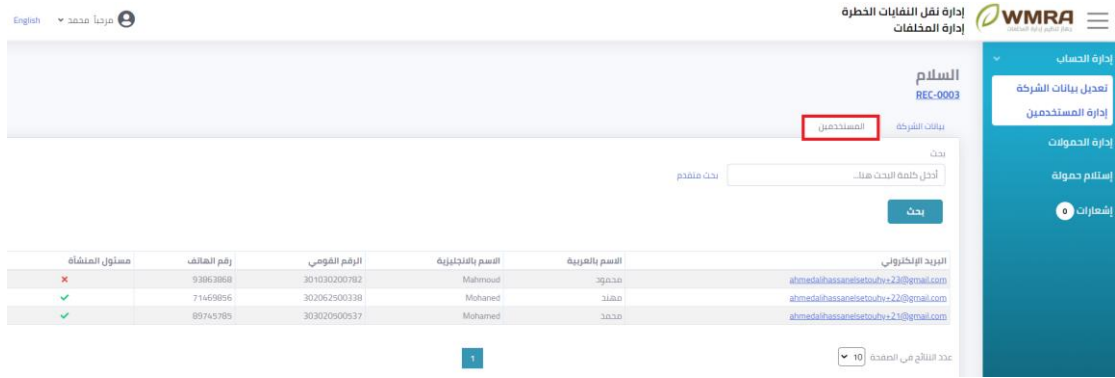 WMRA
جهاز تنظيم إدارة المخلفات
إدارة نقل النفايات الخطرة
إدارة المخلفات
مرحباً محمد
English
إدارة الحساب
تعديل بيانات الشركة
إدارة المستخدمين
إدارة الحمولات
إستلام حمولة
إشعارات 0
السلام
REC-0003
بيانات الشركة المستخدمين
بحث
أدخل كلمة البحث هنا... بحث متقدم
بحث
البريد الإلكتروني الاسم بالعربية الاسم بالانجليزية الرقم القومي رقم الهاتف مسئول المنشأة
ahmedalihassanelsetouhy+23@gmail.com محمود Mahmoud 301030200782 93863868
ahmedalihassanelsetouhy+22@gmail.com مهند Mohaned 302062500338 71469856
ahmedalihassanelsetouhy+21@gmail.com محمد Mohamed 303020500537 89745785
عدد النتائج في الصفحة 10
1